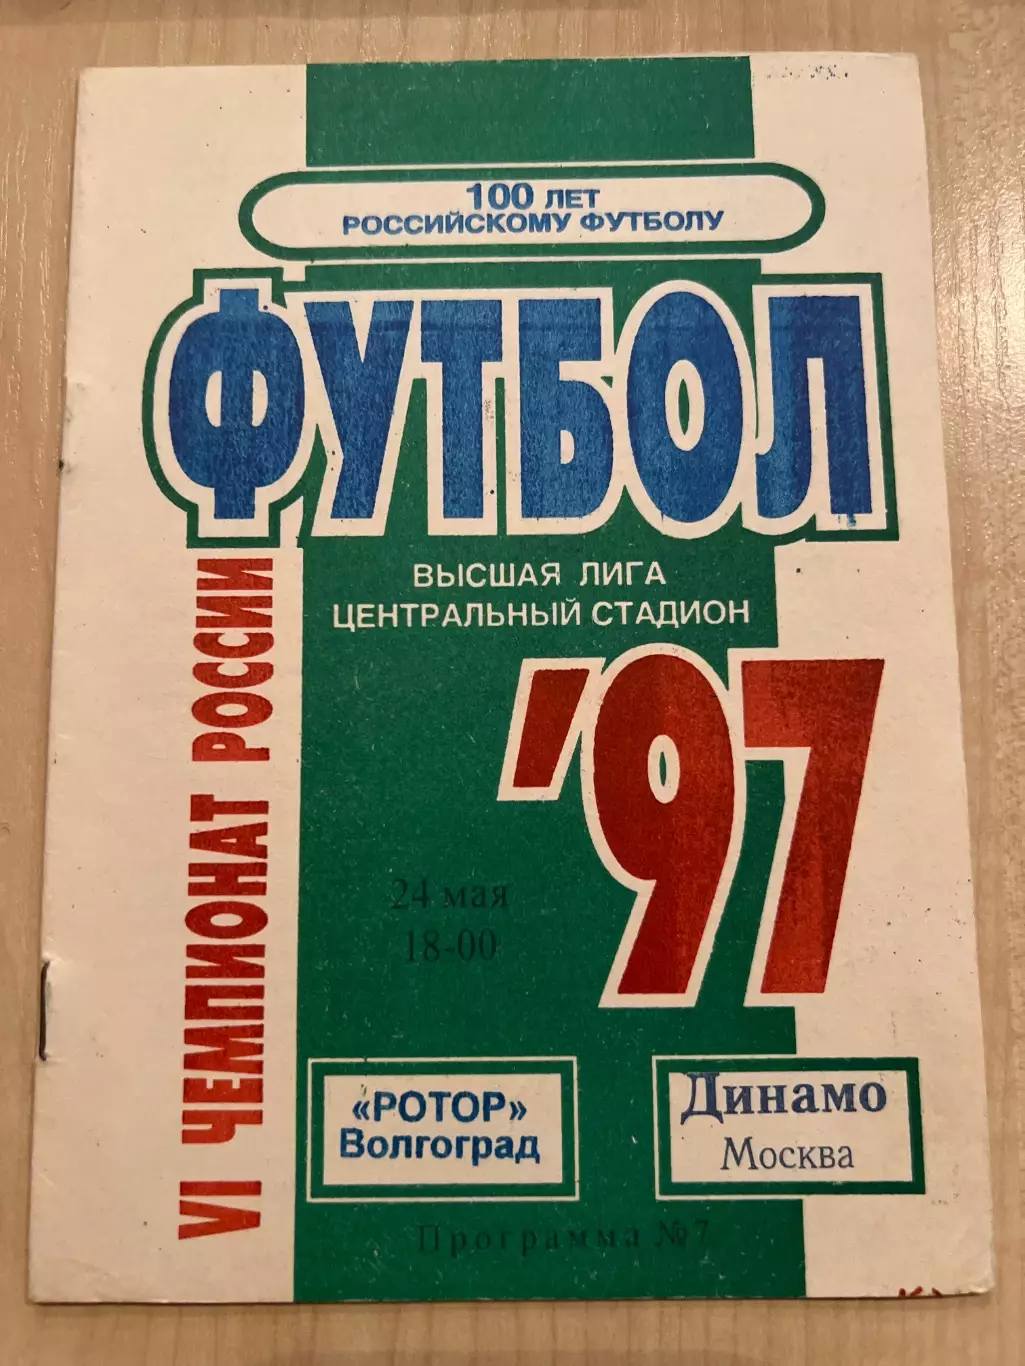 100 ЛЕТ
РОССИЙСКОМУ ФУТБОЛУ
ФУТБОЛ
ВЫСШАЯ ЛИГА
ЦЕНТРАЛЬНЫЙ СТАДИОН
'97
VI ЧЕМПИОНАТ РОССИИ
24 мая
18-00
«РОТОР»
Волгоград
Динамо
Москва
Программа №7